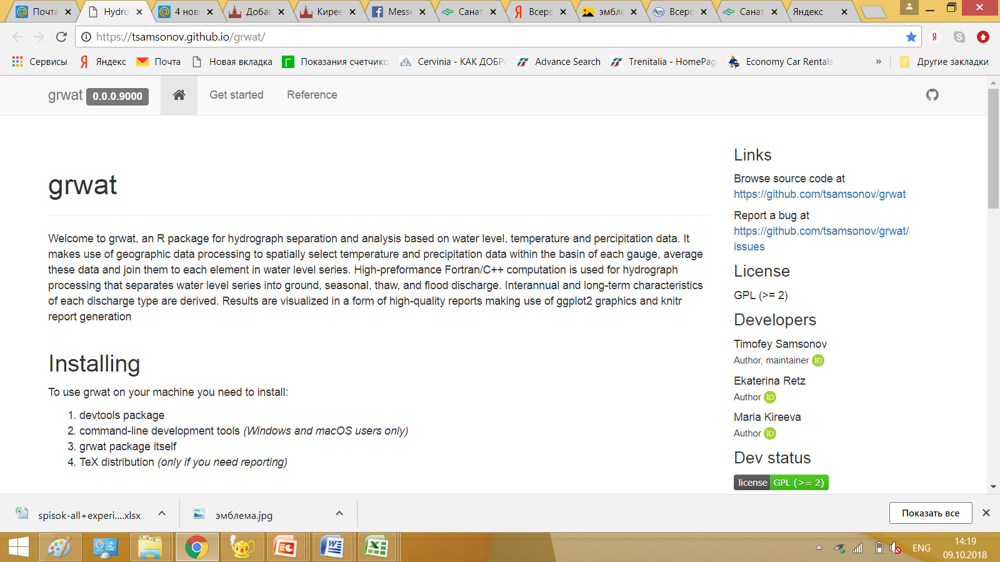 Почта
Hydro
4 нов
Добав
Кирее
Messe
Санат
Всерс
эмбле
Всерс
Санат
Яндекс
https://tsamsonov.github.io/grwat/
Сервисы
Яндекс
Почта
Новая вкладка
Показания счетчико
Cervinia - КАК ДОБРА
Advance Search
Trenitalia - HomePag
Economy Car Rentals
»
Другие закладки
grwat 0.0.0.9000
Get started
Reference
grwat
Welcome to grwat, an R package for hydrograph separation and analysis based on water level, temperature and percipitation data. It
makes use of geographic data processing to spatially select temperature and precipitation data within the basin of each gauge, average
these data and join them to each element in water level series. High-preformance Fortran/C++ computation is used for hydrograph
processing that separates water level series into ground, seasonal, thaw, and flood discharge. Interannual and long-term characteristics
of each discharge type are derived. Results are visualized in a form of high-quality reports making use of ggplot2 graphics and knitr
report generation
Installing
To use grwat on your machine you need to install:
1. devtools package
2. command-line development tools (Windows and macOS users only)
3. grwat package itself
4. TeX distribution (only if you need reporting)
Links
Browse source code at
https://github.com/tsamsonov/grwat
Report a bug at
https://github.com/tsamsonov/grwat/
issues
License
GPL (>= 2)
Developers
Timofey Samsonov
Author, maintainer iD
Ekaterina Retz
Author iD
Maria Kireeva
Author iD
Dev status
license GPL (>= 2)
spisok-all+experi....xlsx
эмблема.jpg
Показать все
ENG
14:19
09.10.2018